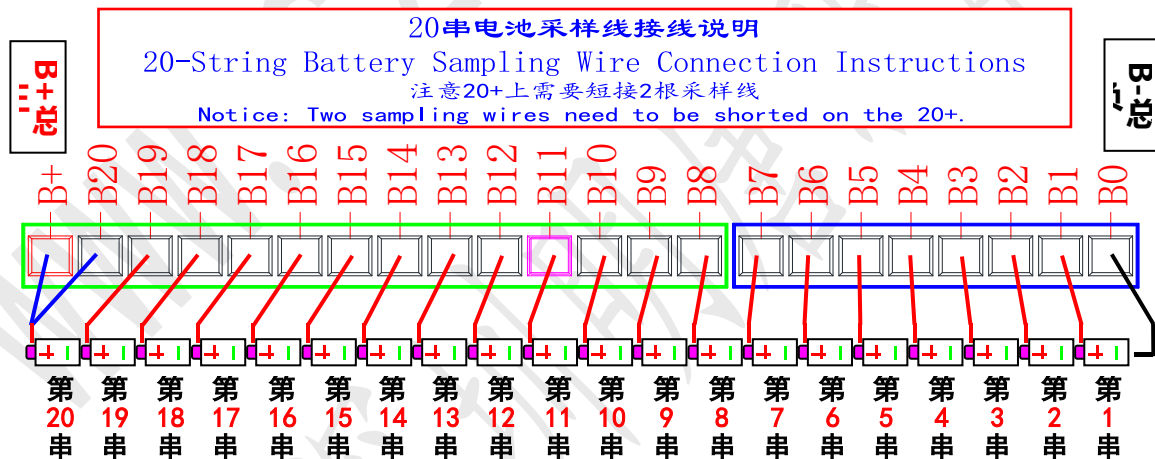 20串电池采样线接线说明
20-String Battery Sampling Wire Connection Instructions
注意20+上需要短接2根采样线
Notice: Two sampling wires need to be shorted on the 20+.
B+总
B-总
B+ B20 B19 B18 B17 B16 B15 B14 B13 B12 B11 B10 B9 B8 B7 B6 B5 B4 B3 B2 B1 B0
第 第 第 第 第 第 第 第 第 第 第 第 第 第 第 第 第 第 第 第
20 19 18 17 16 15 14 13 12 11 10 9 8 7 6 5 4 3 2 1
串 串 串 串 串 串 串 串 串 串 串 串 串 串 串 串 串 串 串 串